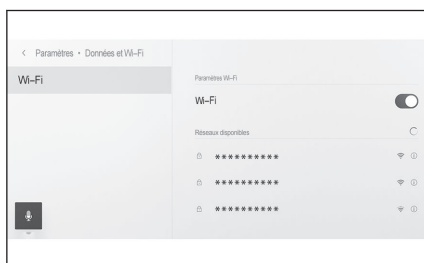 < Paramètres • Données et Wi-Fi
Wi-Fi
Paramètres Wi-Fi
Wi-Fi
Réseaux disponibles
**********
**********
**********